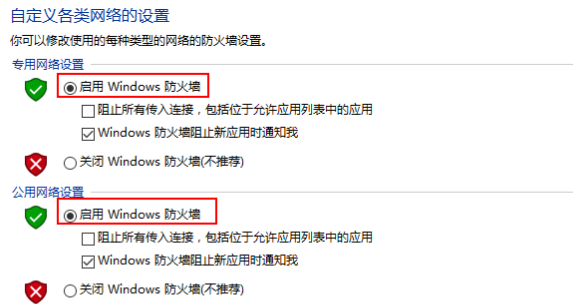 自定义各类网络的设置
你可以修改使用的每种类型的网络的防火墙设置。
专用网络设置
启用 Windows 防火墙
阻止所有传入连接，包括位于允许应用列表中的应用
Windows 防火墙阻止新应用时通知我
关闭 Windows 防火墙(不推荐)
公用网络设置
启用 Windows 防火墙
阻止所有传入连接，包括位于允许应用列表中的应用
Windows 防火墙阻止新应用时通知我
关闭 Windows 防火墙(不推荐)